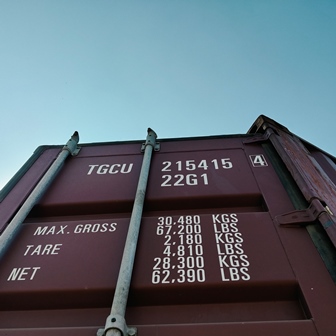 TGCU 215415 4
22G1
MAX. GROSS 30.480 KGS
67,200 LBS
TARE 2.180 KGS
4.810 LBS
NET 28.300 KGS
62,390 LBS